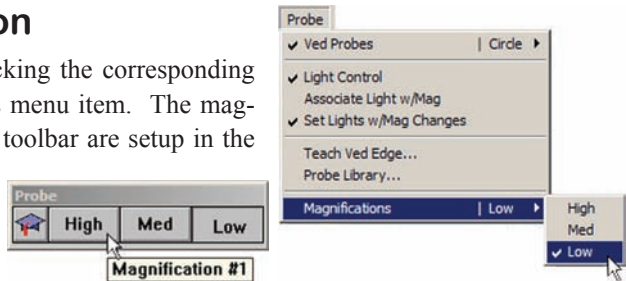 on
cking the corresponding
s menu item. The mag-
toolbar are setup in the
Probe
High Med Low
Magnification #1
Probe
✓ Ved Probes | Circle
✓ Light Control
Associate Light w/Mag
✓ Set Lights w/Mag Changes
Teach Ved Edge...
Probe Library...
Magnifications | Low
High
Med
✓ Low